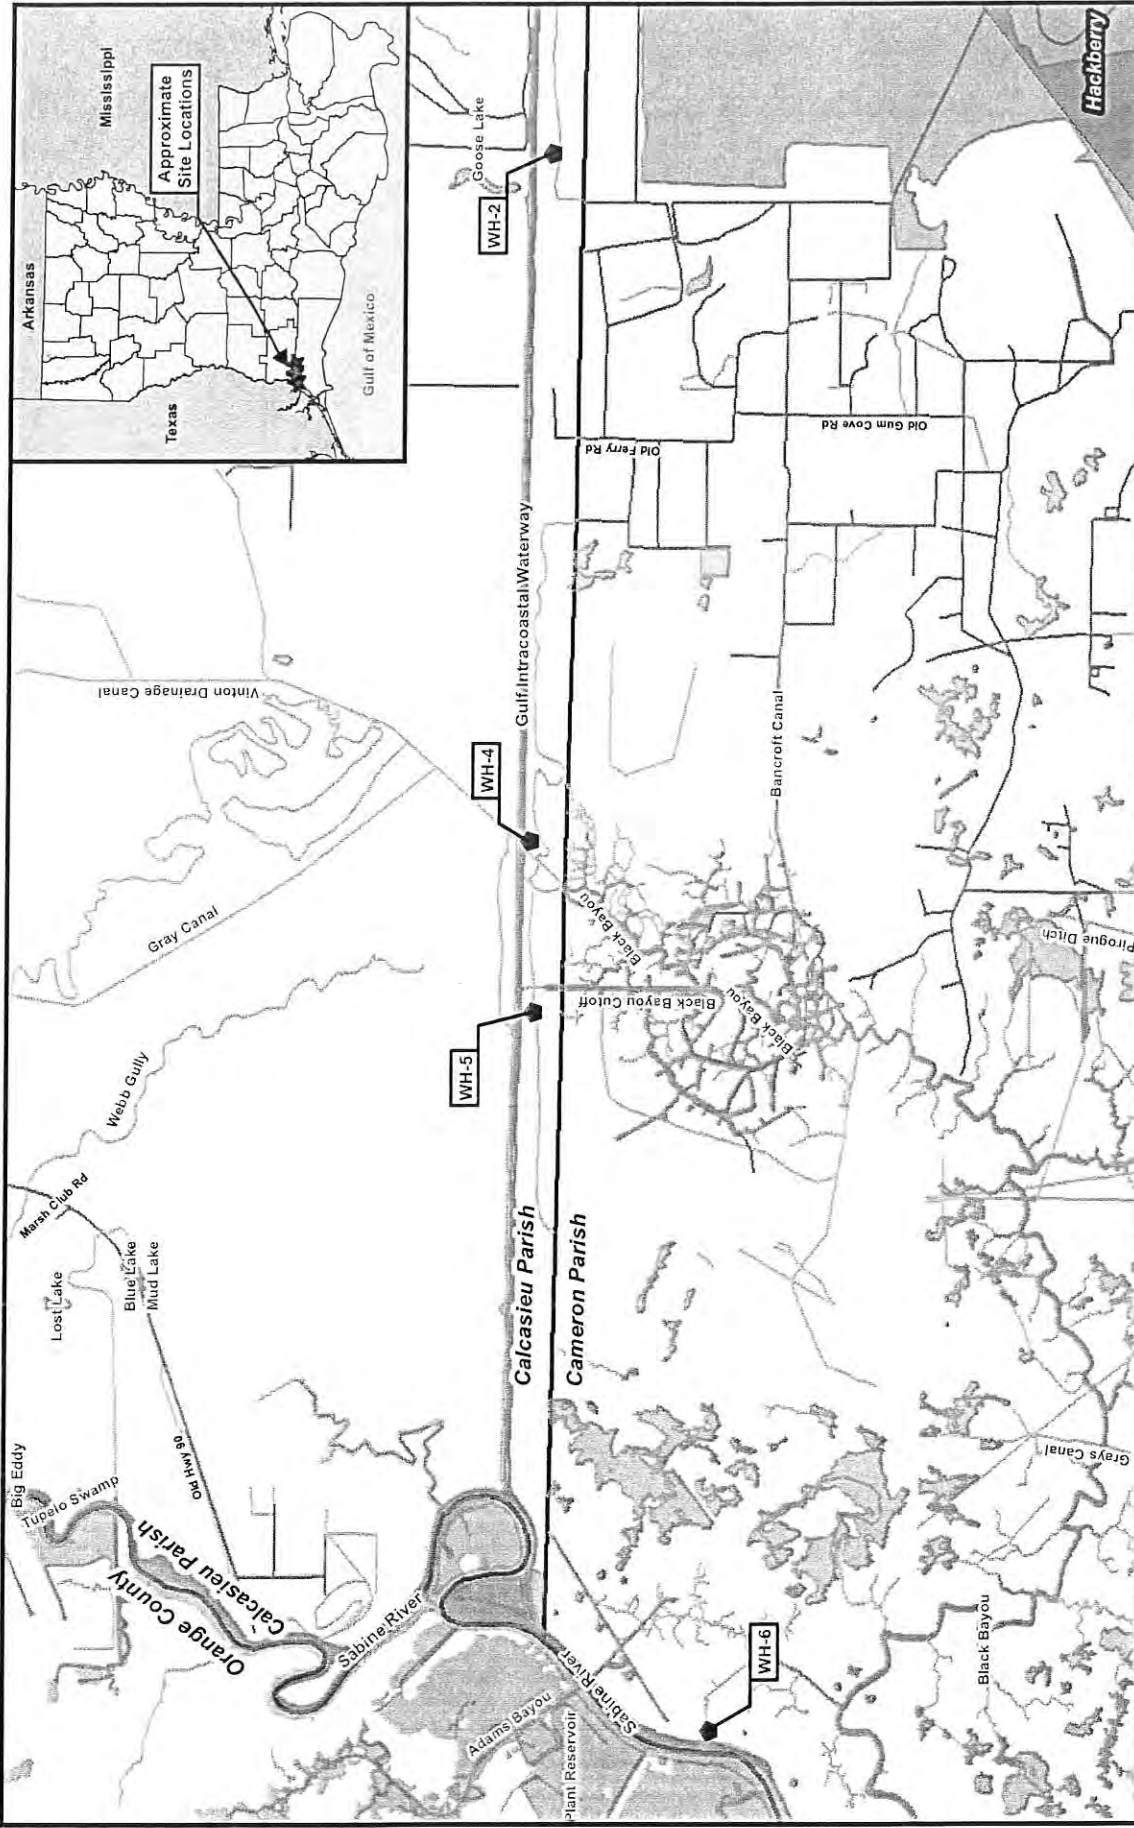 Arkansas
Mississippi
Texas
Gulf of Mexico
Approximate
Site Locations
Big Eddy
Tupelo Swamp
Lost Lake
Marsh Club Rd
Blue Lake
Mud Lake
Old Hwy 90
Webb Gully
Gray Canal
Vinton Drainage Canal
Orange County
Calcasieu Parish
Sabine River
Goose Lake
WH-2
WH-4
WH-5
WH-6
Gulf Intracoastal Waterway
Calcasieu Parish
Cameron Parish
Adams Bayou
Plant Reservoir
Sabine River
Black Bayou
Black Bayou Cutoff
Black Bayou
Bancroft Canal
Old Ferry Rd
Old Gum Cove Rd
Black Bayou
Grays Canal
Pirogue Ditch
Hackberry